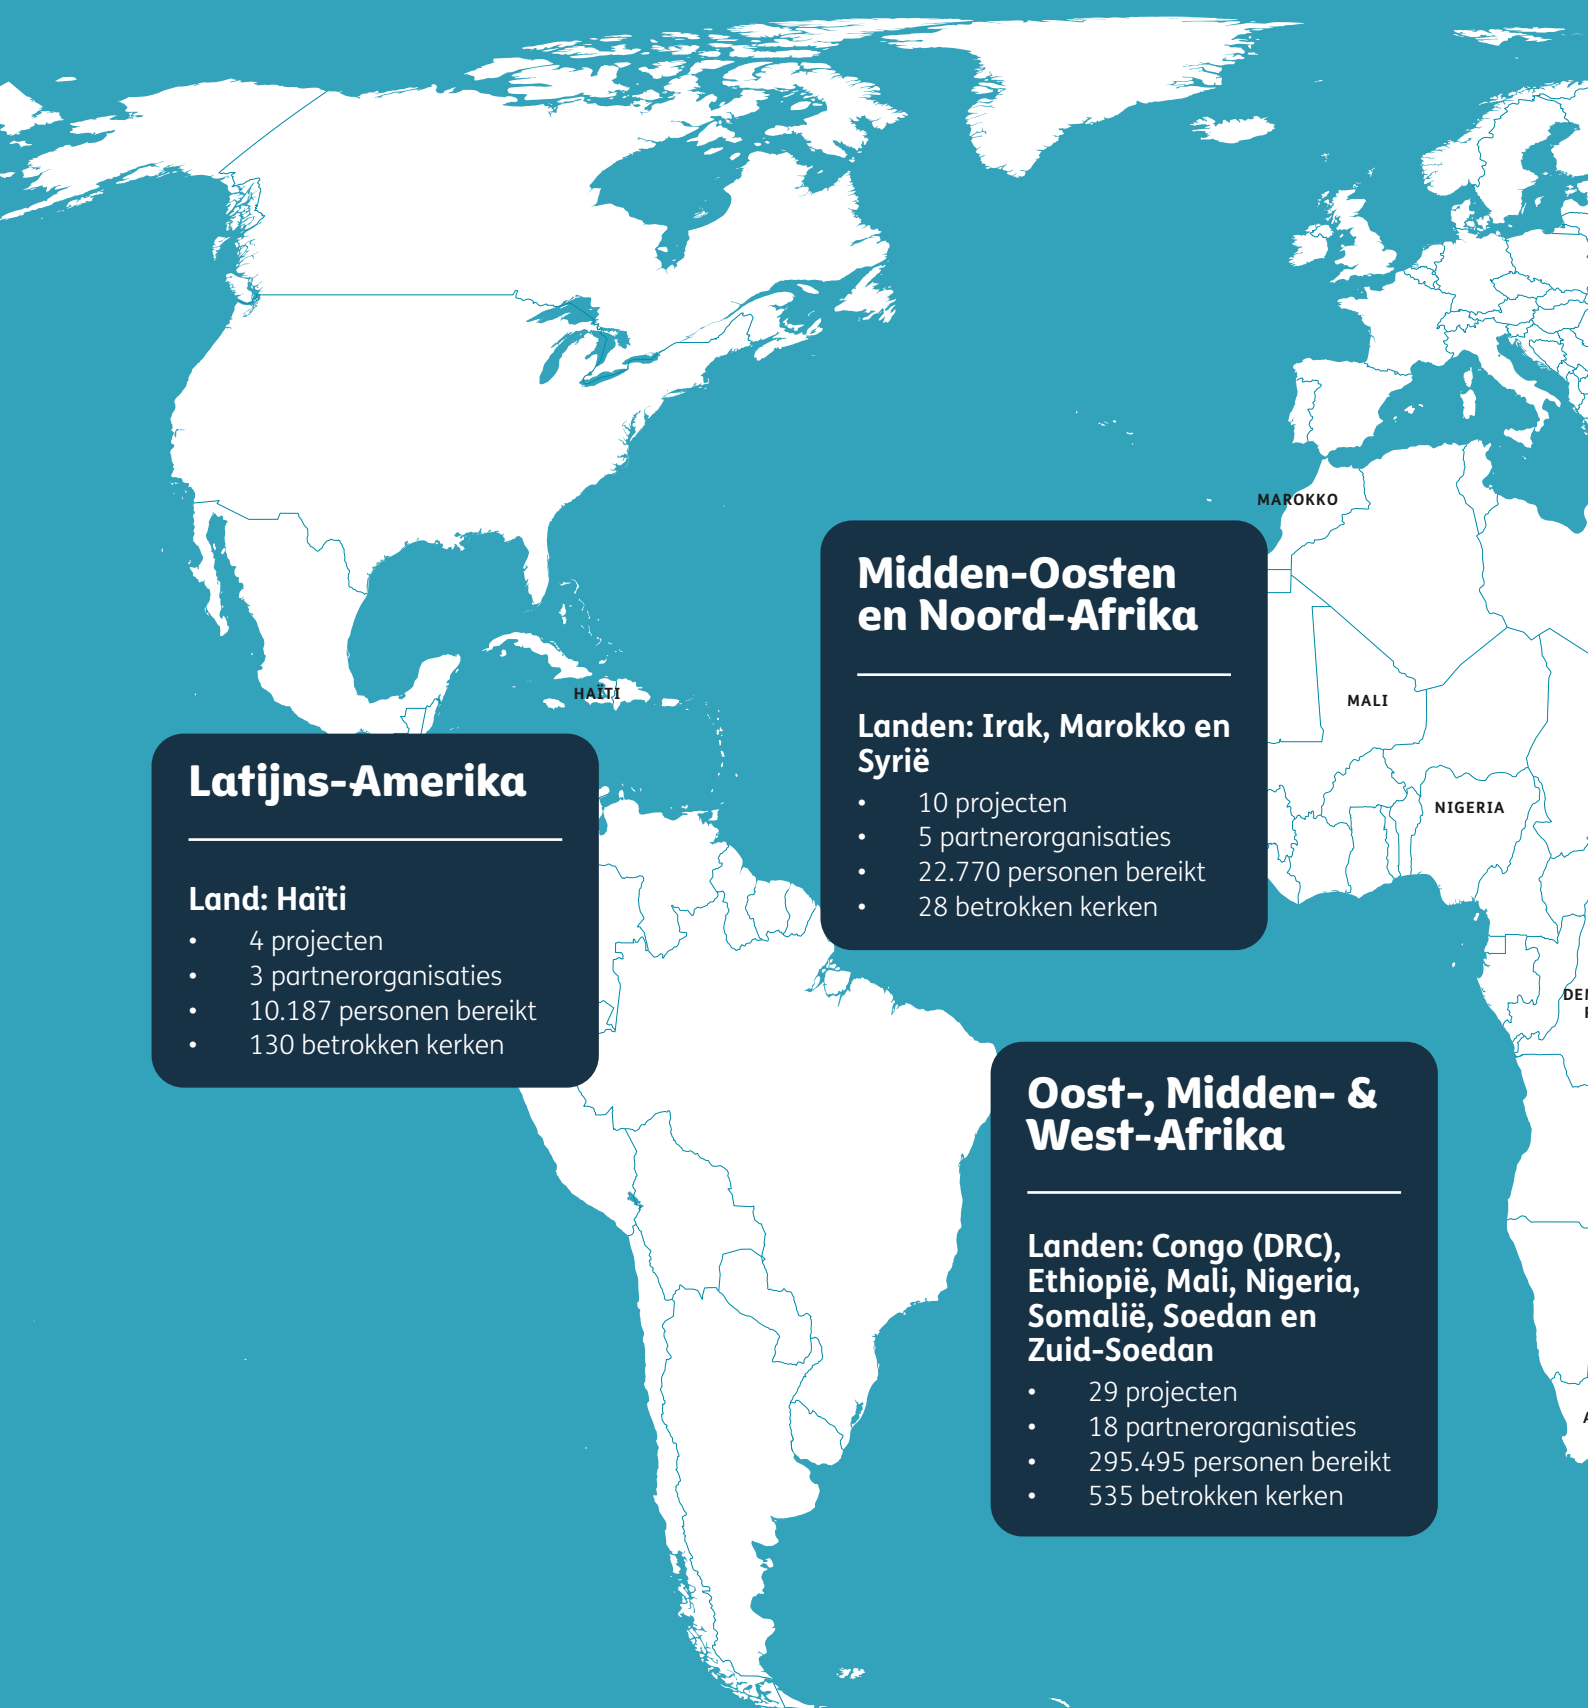 MAROKKO
Midden-Oosten
en Noord-Afrika
Landen: Irak, Marokko en
Syrië
• 10 projecten
• 5 partnerorganisaties
• 22.770 personen bereikt
• 28 betrokken kerken
MALI
HAÏTI
NIGERIA
Latijns-Amerika
Land: Haïti
• 4 projecten
• 3 partnerorganisaties
• 10.187 personen bereikt
• 130 betrokken kerken
Oost-, Midden- &
West-Afrika
Landen: Congo (DRC),
Ethiopië, Mali, Nigeria,
Somalië, Soedan en
Zuid-Soedan
• 29 projecten
• 18 partnerorganisaties
• 295.495 personen bereikt
• 535 betrokken kerken